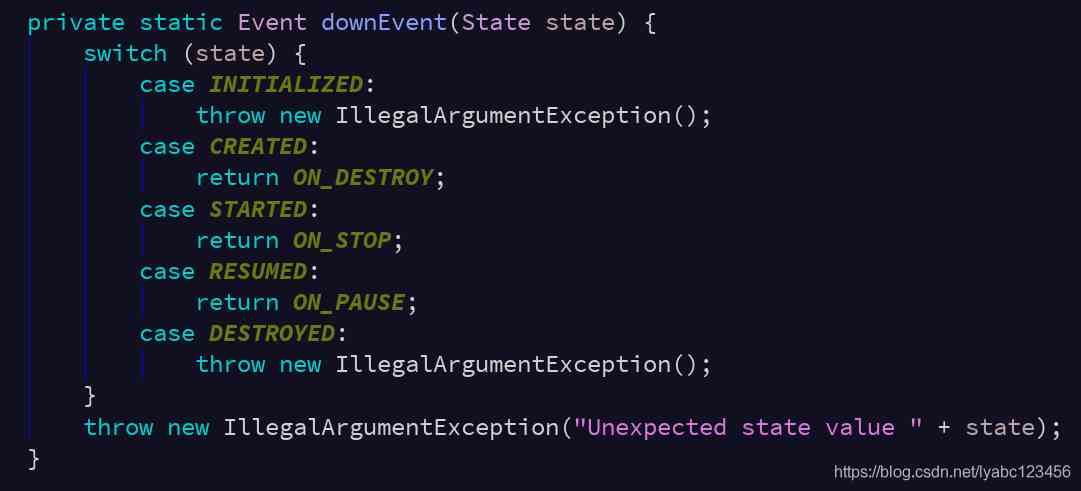 private static Event downEvent(State state) {
    switch (state) {
        case INITIALIZED:
            throw new IllegalArgumentException();
        case CREATED:
            return ON_DESTROY;
        case STARTED:
            return ON_STOP;
        case RESUMED:
            return ON_PAUSE;
        case DESTROYED:
            throw new IllegalArgumentException();
    }
    throw new IllegalArgumentException("Unexpected state value " + state);
}
https://blog.csdn.net/lyabc123456